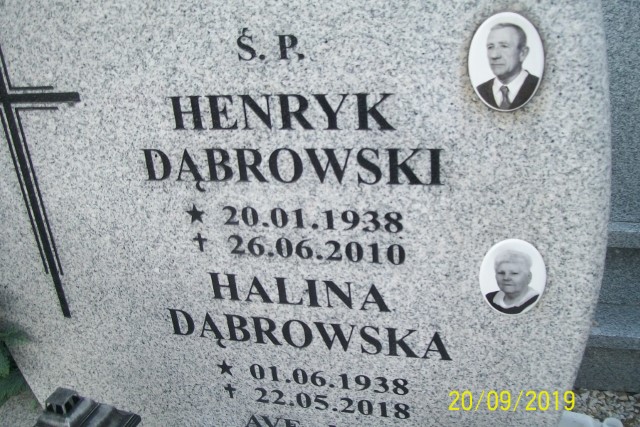 Ś. P.
HENRYK
DĄBROWSKI
★ 20.01.1938
✝ 26.06.2010
HALINA
DĄBROWSKA
★ 01.06.1938
✝ 22.05.2018
AVE
20/09/2019